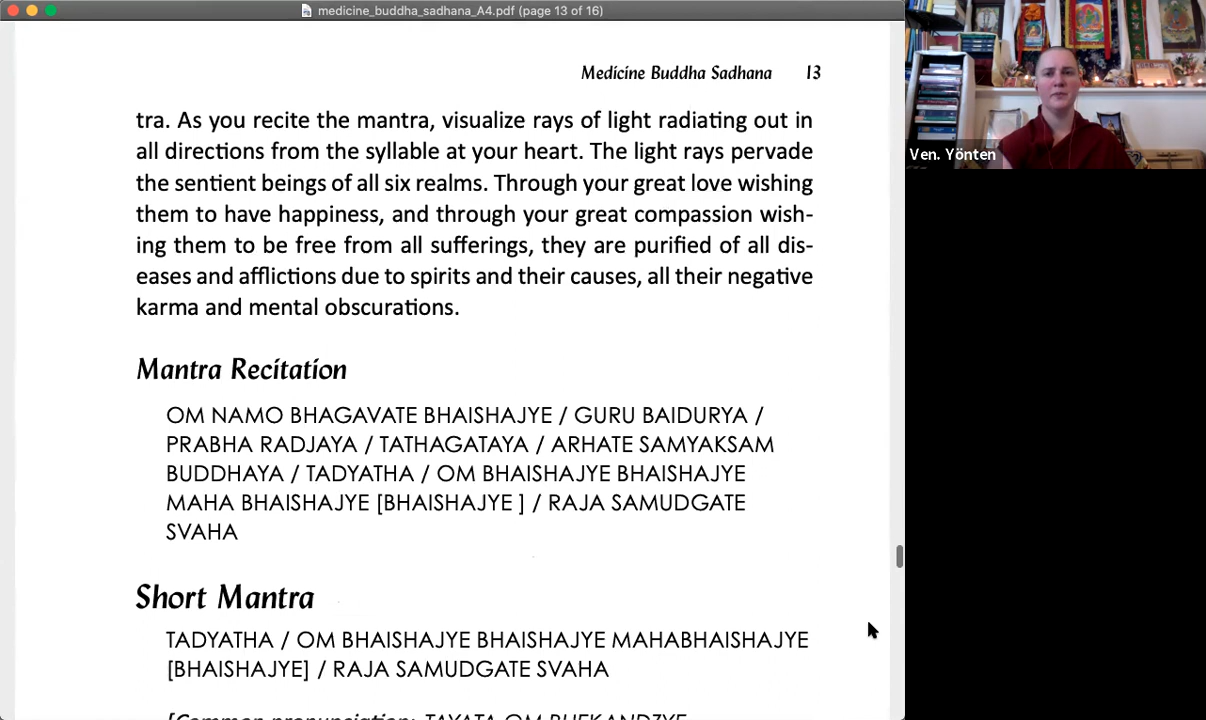 medicine_buddha_sadhana_A4.pdf (page 13 of 16)
Medicine Buddha Sadhana 13
tra. As you recite the mantra, visualize rays of light radiating out in
all directions from the syllable at your heart. The light rays pervade
the sentient beings of all six realms. Through your great love wishing
them to have happiness, and through your great compassion wish-
ing them to be free from all sufferings, they are purified of all dis-
eases and afflictions due to spirits and their causes, all their negative
karma and mental obscurations.
Mantra Recitation
OM NAMO BHAGAVATE BHAISHAJYE / GURU BAIDURYA /
PRABHA RADJAYA / TATHAGATAYA / ARHATE SAMYAKSAM
BUDDHAYA / TADYATHA / OM BHAISHAJYE BHAISHAJYE
MAHA BHAISHAJYE [BHAISHAJYE ] / RAJA SAMUDGATE
SVAHA
Short Mantra
TADYATHA / OM BHAISHAJYE BHAISHAJYE MAHABHAISHAJYE
[BHAISHAJYE] / RAJA SAMUDGATE SVAHA
[Common pronunciation: TAYATA OM BHEKANDZYE
Ven. Yönten